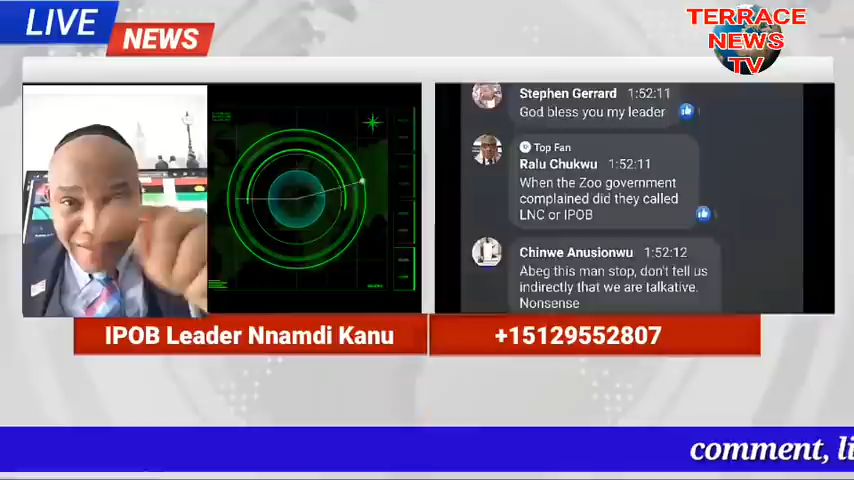 LIVE
NEWS
TERRACE
NEWS
TV
Stephen Gerrard 1:52:11
God bless you my leader
Top Fan
Ralu Chukwu 1:52:11
When the Zoo government
complained did they called
LNC or IPOB
Chinwe Anusionwu 1:52:12
Abeg this man stop, don't tell us
indirectly that we are talkative.
Nonsense
IPOB Leader Nnamdi Kanu
+15129552807
comment, li